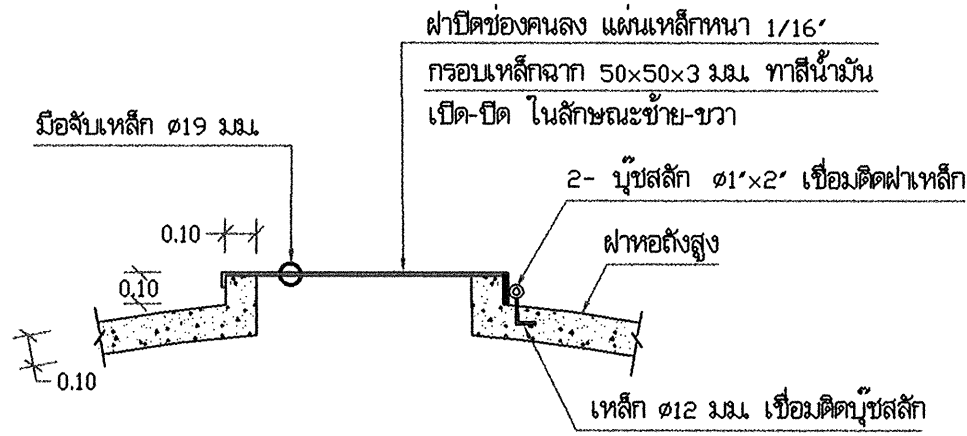 ฝาปิดช่องคนลง แผ่นเหล็กหนา 1/16"
กรอบเหล็กฉาก 50×50×3 มม. ทาสีน้ำมัน
เปิด-ปิด ในลักษณะซ้าย-ขวา
มือจับเหล็ก ø19 มม.
2- บุ๊ชสลัก ø1"×2" เชื่อมติดฝาเหล็ก
0.10
ฝาหอถังสูง
0.10
0.10
เหล็ก ø12 มม. เชื่อมติดบุ๊ชสลัก